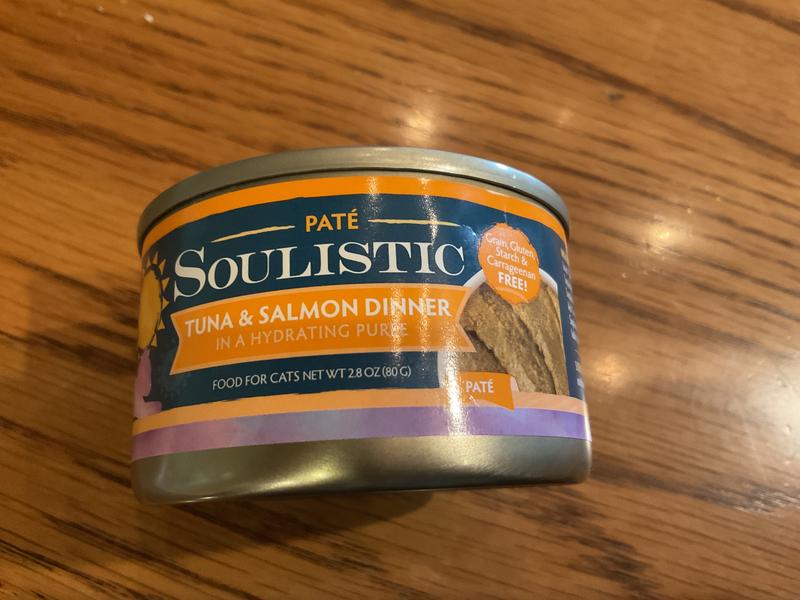 PATÉ
SOULISTIC
TUNA & SALMON DINNER
IN A HYDRATING PUREE
FOOD FOR CATS NET WT 2.8 OZ (80 G)
Grain, Gluten,
Starch &
Carrageenan
FREE!
PATÉ